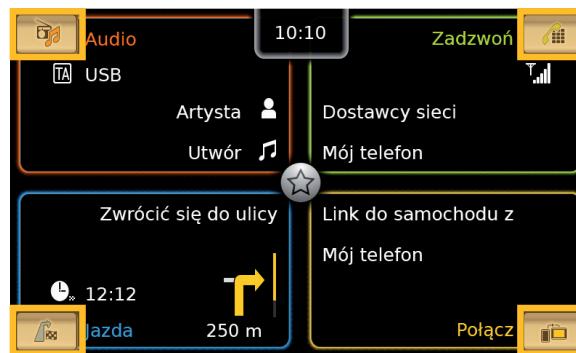 Audio
10:10
Zadzwoń
TA
USB
Artysta
Utwór
Dostawcy sieci
Mój telefon
Zwrócić się do ulicy
12:12
250 m
Jazda
Link do samochodu z
Mój telefon
Połącz